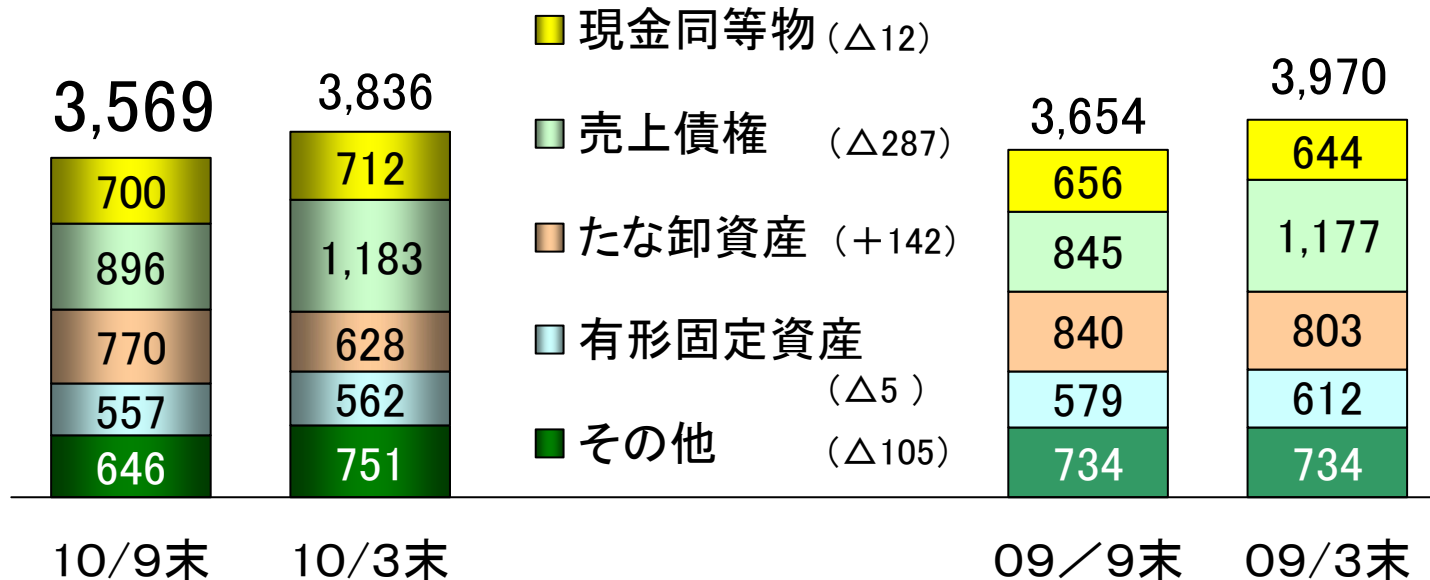 現金同等物 (△12)
3,569
3,836
売上債権 (△287)
3,654
3,970
700
712
656
644
896
1,183
たな卸資産 (＋142)
845
1,177
770
628
有形固定資産
840
803
557
562
(△5 )
579
612
646
751
その他 (△105)
734
734
10/9末
10/3末
09／9末
09/3末